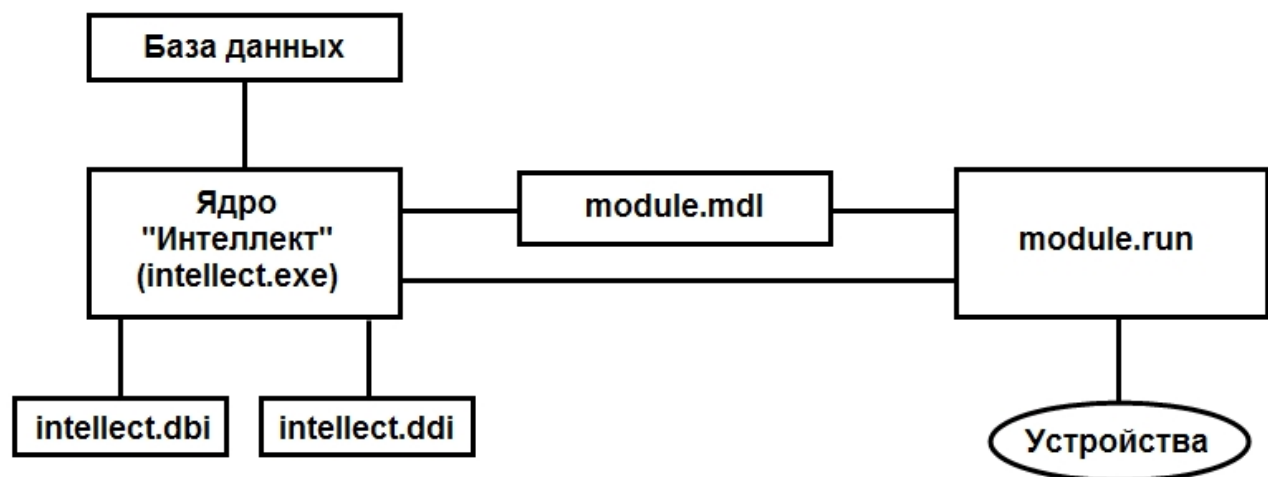 База данных
Ядро
"Интеллект"
(intellect.exe)
module.mdl
module.run
intellect.dbi
intellect.ddi
Устройства